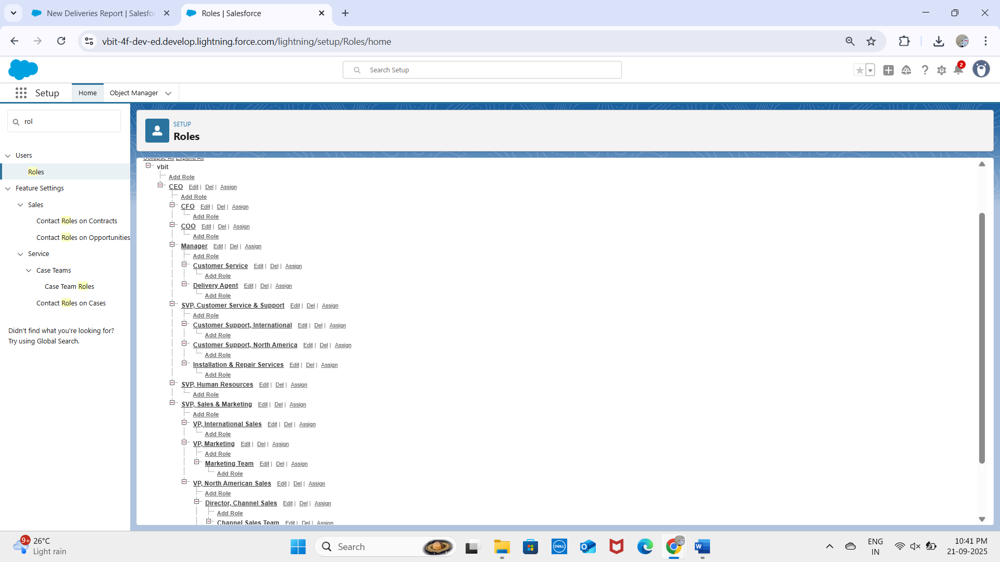 New Deliveries Report | Salesfor
Roles | Salesforce
vbit-4f-dev-ed.develop.lightning.force.com/lightning/setup/Roles/home
Search Setup
2
Setup
Home
Object Manager
rol
Users
Roles
Feature Settings
Sales
Contact Roles on Contracts
Contact Roles on Opportunities
Service
Case Teams
Case Team Roles
Contact Roles on Cases
Didn't find what you're looking for?
Try using Global Search.
SETUP
Roles
Collapse All Expand All
vbit
Add Role
CEO Edit | Del | Assign
Add Role
CFO Edit | Del | Assign
Add Role
COO Edit | Del | Assign
Add Role
Manager Edit | Del | Assign
Add Role
Customer Service Edit | Del | Assign
Add Role
Delivery Agent Edit | Del | Assign
Add Role
SVP, Customer Service & Support Edit | Del | Assign
Add Role
Customer Support, International Edit | Del | Assign
Add Role
Customer Support, North America Edit | Del | Assign
Add Role
Installation & Repair Services Edit | Del | Assign
Add Role
SVP, Human Resources Edit | Del | Assign
Add Role
SVP, Sales & Marketing Edit | Del | Assign
Add Role
VP, International Sales Edit | Del | Assign
Add Role
VP, Marketing Edit | Del | Assign
Add Role
Marketing Team Edit | Del | Assign
Add Role
VP, North American Sales Edit | Del | Assign
Add Role
Director, Channel Sales Edit | Del | Assign
Add Role
Channel Sales Team Edit | Del | Assign
9+
26°C
Light rain
Search
DELL
W
ENG
IN
10:41 PM
21-09-2025